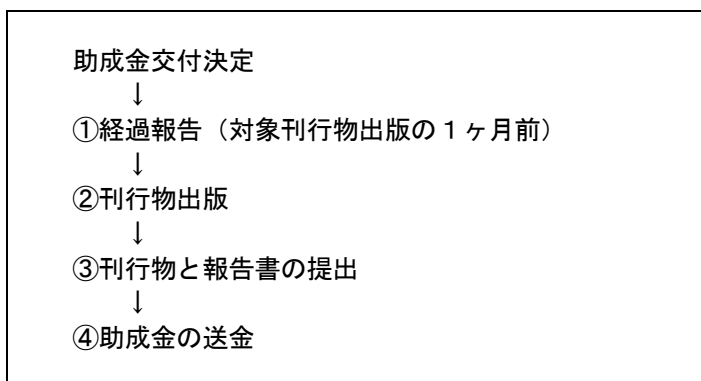 助成金交付決定
↓
①経過報告（対象刊行物出版の１ヶ月前）
↓
②刊行物出版
↓
③刊行物と報告書の提出
↓
④助成金の送金